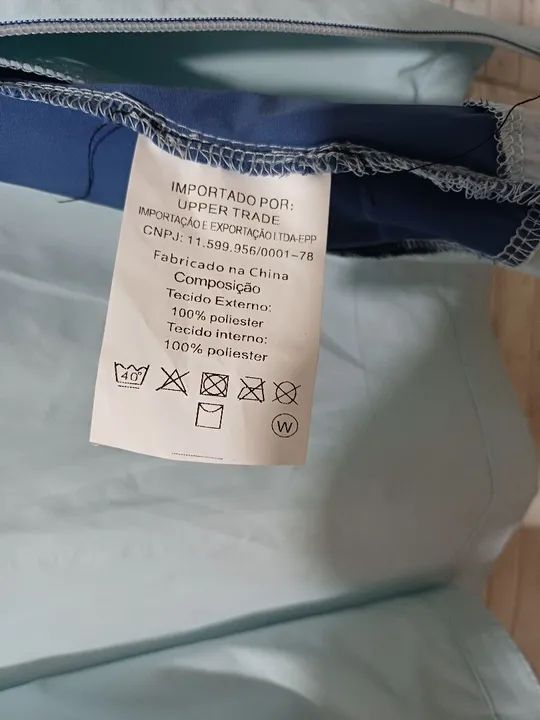 IMPORTADO POR:
UPPER TRADE
IMPORTAÇÃO E EXPORTAÇÃO LTDA-EPP
CNPJ: 11.599.956/0001-78
Fabricado na China
Composição
Tecido Externo:
100% poliester
Tecido interno:
100% poliester
40°
W